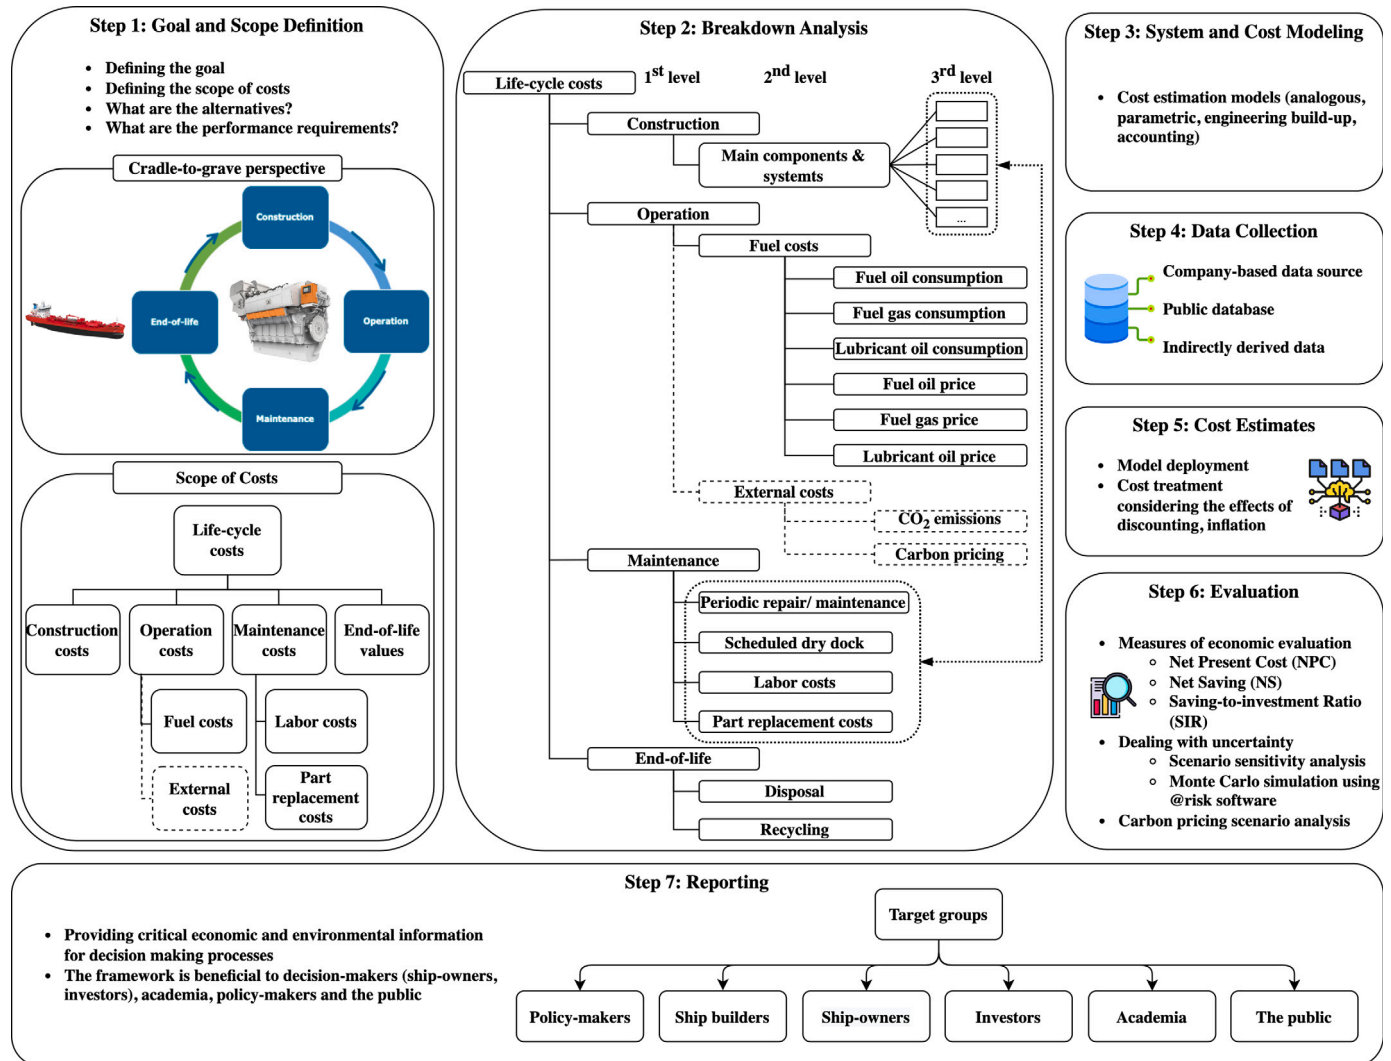 Step 1: Goal and Scope Definition
• Defining the goal
• Defining the scope of costs
• What are the alternatives?
• What are the performance requirements?
Cradle-to-grave perspective
Construction
End-of-life
Operation
Maintenance
Scope of Costs
Life-cycle
costs
Construction
costs
Operation
costs
Maintenance
costs
End-of-life
values
Fuel costs
Labor costs
External
costs
Part
replacement
costs
Step 2: Breakdown Analysis
1st level
2nd level
3rd level
Life-cycle costs
Construction
Main components &
systemts
...
Operation
Fuel costs
Fuel oil consumption
Fuel gas consumption
Lubricant oil consumption
Fuel oil price
Fuel gas price
Lubricant oil price
External costs
CO2 emissions
Carbon pricing
Maintenance
Periodic repair/ maintenance
Scheduled dry dock
Labor costs
Part replacement costs
End-of-life
Disposal
Recycling
Step 3: System and Cost Modeling
• Cost estimation models (analogous,
parametric, engineering build-up,
accounting)
Step 4: Data Collection
Company-based data source
Public database
Indirectly derived data
Step 5: Cost Estimates
• Model deployment
• Cost treatment
considering the effects of
discounting, inflation
Step 6: Evaluation
• Measures of economic evaluation
○ Net Present Cost (NPC)
○ Net Saving (NS)
○ Saving-to-investment Ratio
(SIR)
• Dealing with uncertainty
○ Scenario sensitivity analysis
○ Monte Carlo simulation using
@risk software
• Carbon pricing scenario analysis
Step 7: Reporting
• Providing critical economic and environmental information
for decision making processes
• The framework is beneficial to decision-makers (ship-owners,
investors), academia, policy-makers and the public
Target groups
Policy-makers
Ship builders
Ship-owners
Investors
Academia
The public